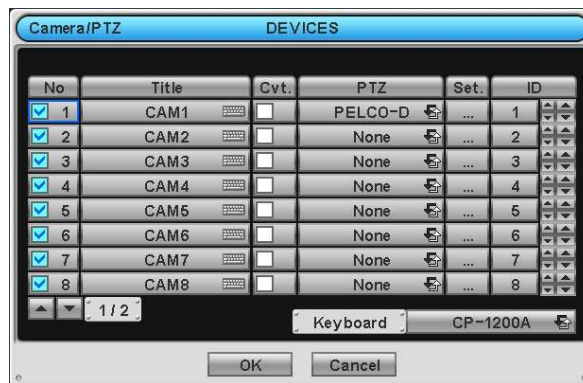 Camera/PTZ DEVICES
No Title Cvt. PTZ Set. ID
1 CAM1 PELCO-D ... 1
2 CAM2 None ... 2
3 CAM3 None ... 3
4 CAM4 None ... 4
5 CAM5 None ... 5
6 CAM6 None ... 6
7 CAM7 None ... 7
8 CAM8 None ... 8
1/2
Keyboard CP-1200A
OK Cancel